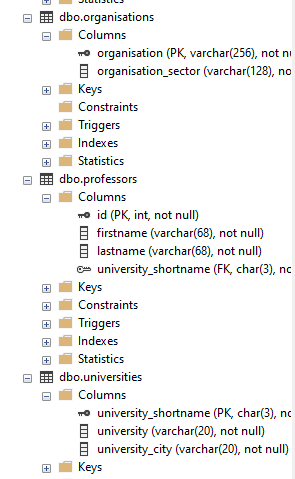 Statistics
dbo.organisations
Columns
organisation (PK, varchar(256), not nu
organisation_sector (varchar(128), no
Keys
Constraints
Triggers
Indexes
Statistics
dbo.professors
Columns
id (PK, int, not null)
firstname (varchar(68), not null)
lastname (varchar(68), not null)
university_shortname (FK, char(3), no
Keys
Constraints
Triggers
Indexes
Statistics
dbo.universities
Columns
university_shortname (PK, char(3), no
university (varchar(20), not null)
university_city (varchar(20), not null)
Keys